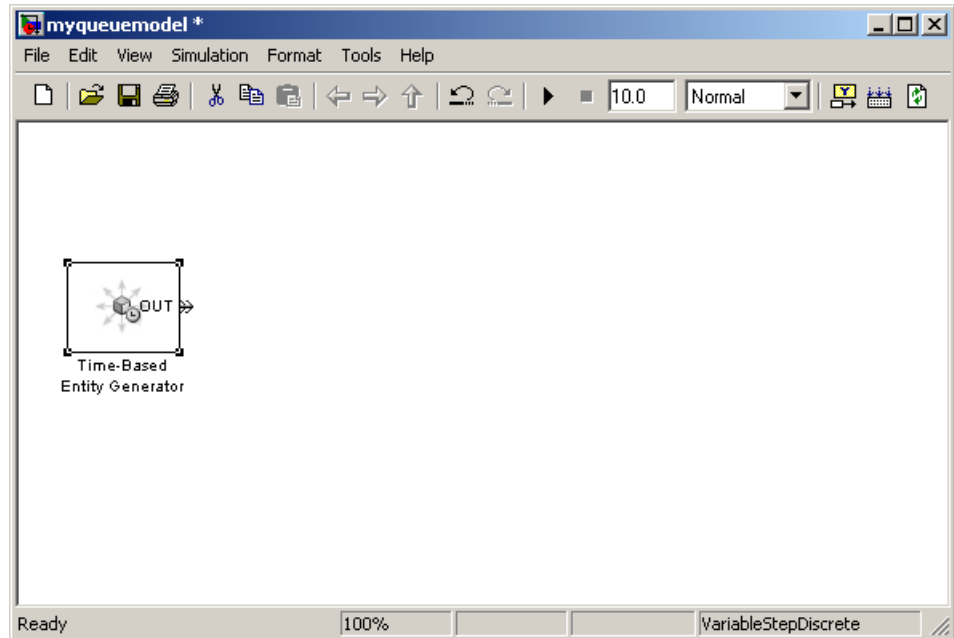 myqueuemodel *
File Edit View Simulation Format Tools Help
10.0 Normal
OUT
Time-Based
Entity Generator
Ready 100% VariableStepDiscrete